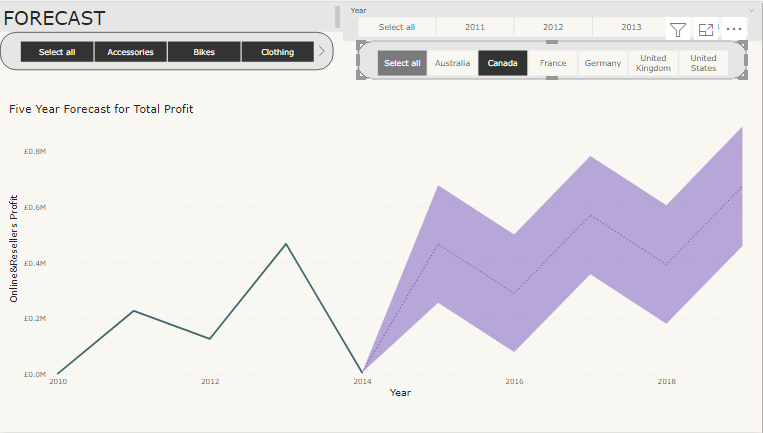 FORECAST
Year
Select all
2011
2012
2013
Select all
Accessories
Bikes
Clothing
Select all
Australia
Canada
France
Germany
United
Kingdom
United
States
Five Year Forecast for Total Profit
Online&Resellers Profit
£0.8M
£0.6M
£0.4M
£0.2M
£0.0M
2010
2012
2014
2016
2018
Year